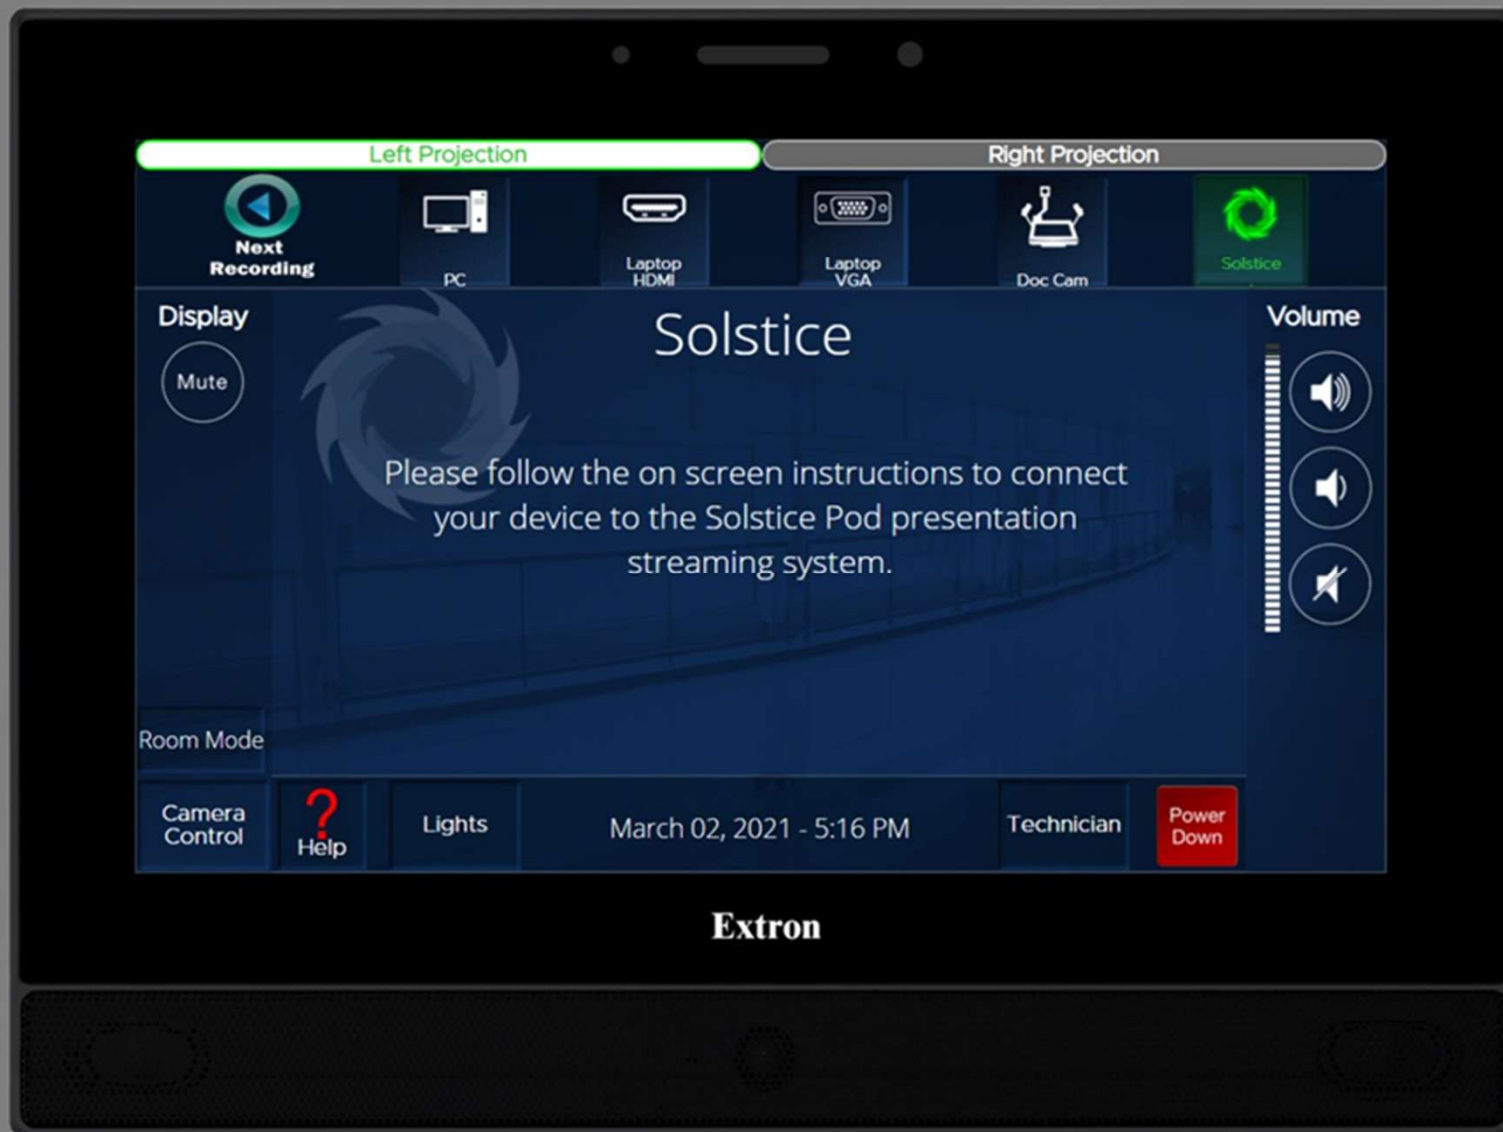 Left Projection
Right Projection
Next
Recording
PC
Laptop
HDMI
Laptop
VGA
Doc Cam
Solstice
Display
Mute
Solstice
Volume
Please follow the on screen instructions to connect
your device to the Solstice Pod presentation
streaming system.
Room Mode
Camera
Control
?
Help
Lights
March 02, 2021 - 5:16 PM
Technician
Power
Down
Extron